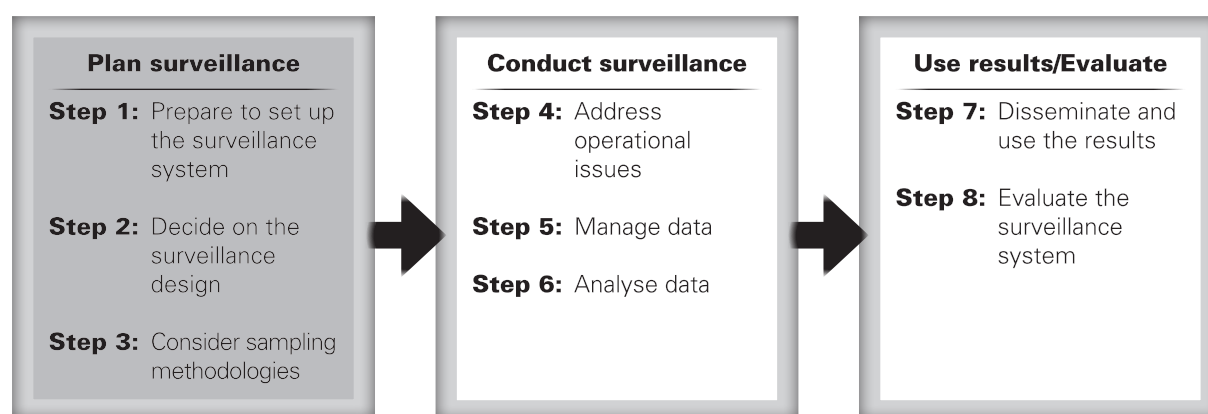 Plan surveillance
Step 1: Prepare to set up
the surveillance
system
Step 2: Decide on the
surveillance
design
Step 3: Consider sampling
methodologies
Conduct surveillance
Step 4: Address
operational
issues
Step 5: Manage data
Step 6: Analyse data
Use results/Evaluate
Step 7: Disseminate and
use the results
Step 8: Evaluate the
surveillance
system